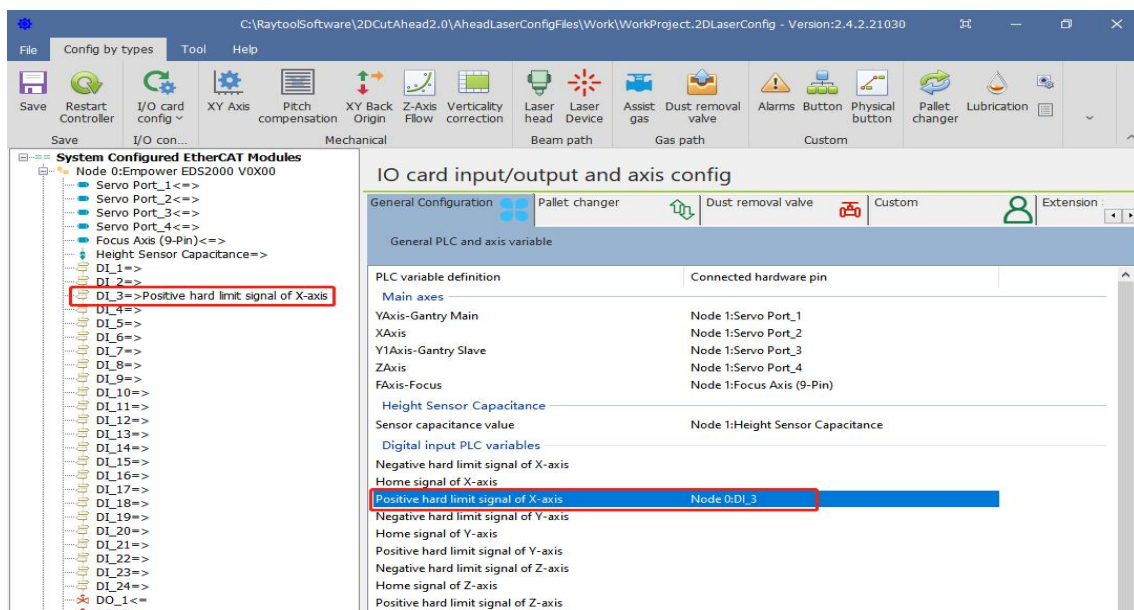 C:\RaytoolSoftware\2DCutAhead2.0\AheadLaserConfigFiles\Work\WorkProject.2DLaserConfig - Version:2.4.2.21030
File Config by types Tool Help
Save
Restart Controller
I/O card config
XY Axis
Pitch compensation
XY Back Origin
Z-Axis Fllow
Verticality correction
Laser head
Laser Device
Assist gas
Dust removal valve
Alarms
Button
Physical button
Pallet changer
Lubrication
Save
I/O con...
Mechanical
Beam path
Gas path
Custom
System Configured EtherCAT Modules
Node 0:Empower EDS2000 V0X00
Servo Port_1<=>
Servo Port_2<=>
Servo Port_3<=>
Servo Port_4<=>
Focus Axis (9-Pin)<=>
Height Sensor Capacitance=>
DI_1=>
DI_2=>
DI_3=>Positive hard limit signal of X-axis
DI_4=>
DI_5=>
DI_6=>
DI_7=>
DI_8=>
DI_9=>
DI_10=>
DI_11=>
DI_12=>
DI_13=>
DI_14=>
DI_15=>
DI_16=>
DI_17=>
DI_18=>
DI_19=>
DI_20=>
DI_21=>
DI_22=>
DI_23=>
DI_24=>
DO_1<=
IO card input/output and axis config
General Configuration
Pallet changer
Dust removal valve
Custom
Extension
General PLC and axis variable
PLC variable definition Connected hardware pin
Main axes
YAxis-Gantry Main Node 1:Servo Port_1
XAxis Node 1:Servo Port_2
Y1Axis-Gantry Slave Node 1:Servo Port_3
ZAxis Node 1:Servo Port_4
FAxis-Focus Node 1:Focus Axis (9-Pin)
Height Sensor Capacitance
Sensor capacitance value Node 1:Height Sensor Capacitance
Digital input PLC variables
Negative hard limit signal of X-axis
Home signal of X-axis
Positive hard limit signal of X-axis Node 0:DI_3
Negative hard limit signal of Y-axis
Home signal of Y-axis
Positive hard limit signal of Y-axis
Negative hard limit signal of Z-axis
Home signal of Z-axis
Positive hard limit signal of Z-axis